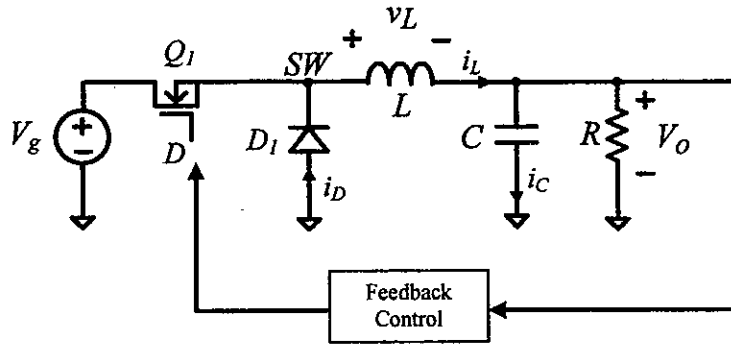 v_L
+ −
Q_1
SW
i_L
L
V_g
+
−
D
D_1
i_D
C
i_C
R
+
V_o
−
Feedback
Control